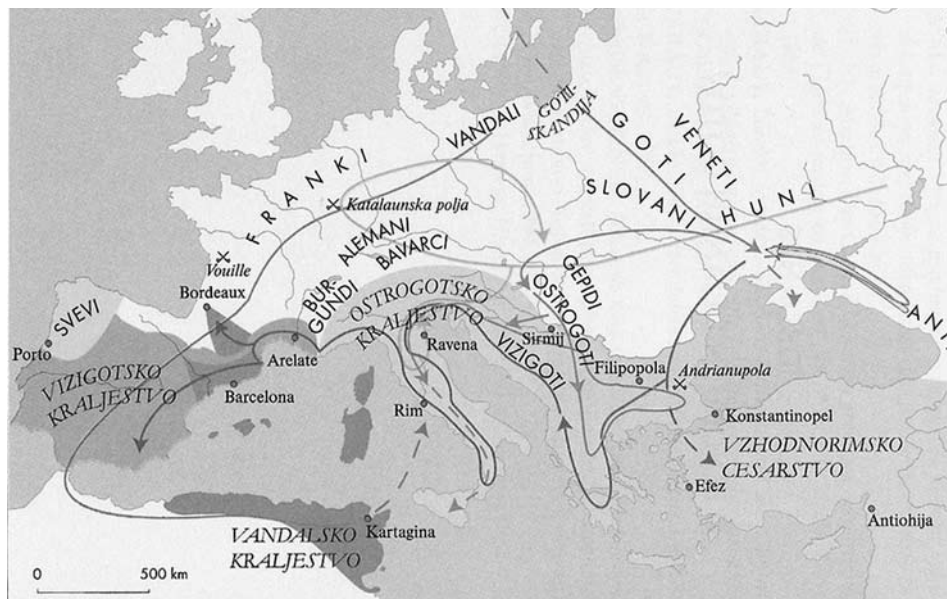 VANDALI
GOTI-
SKANDIJA
GOTI
VENETI
SLOVANI
HUNI
FRANKI
Katalaunska polja
ALEMANI
BAVARCI
Vouille
Bordeaux
BUR-
GUNDI
OSTROGOTSKO
KRALJESTVO
GEPIDI
OSTROGOTI
VIZIGOTI
SVEVI
Porto
VIZIGOTSKO
KRALJESTVO
Arelate
Barcelona
Ravena
Rim
Sirmij
Filipopola
Andrianupola
Konstantinopel
VZHODNORIMSKO
CESARSTVO
Efez
Antiohija
Kartagina
VANDALSKO
KRALJESTVO
0 500 km